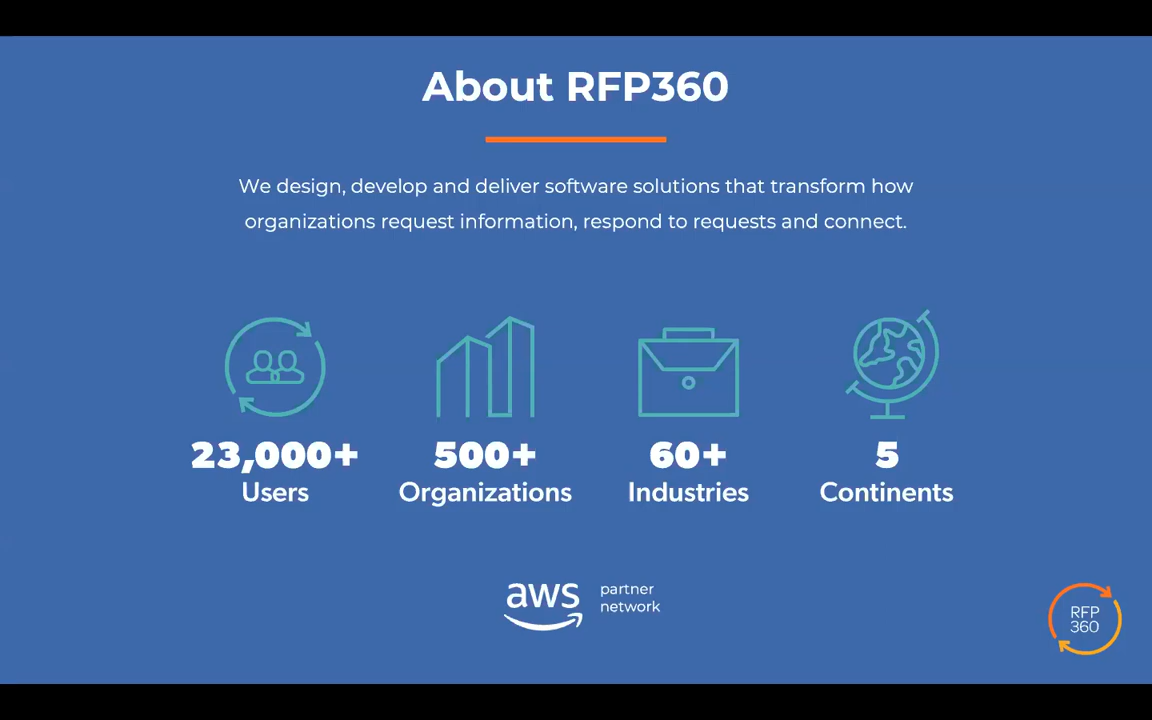 About RFP360
We design, develop and deliver software solutions that transform how
organizations request information, respond to requests and connect.
23,000+
Users
500+
Organizations
60+
Industries
5
Continents
aws
partner
network
RFP
360